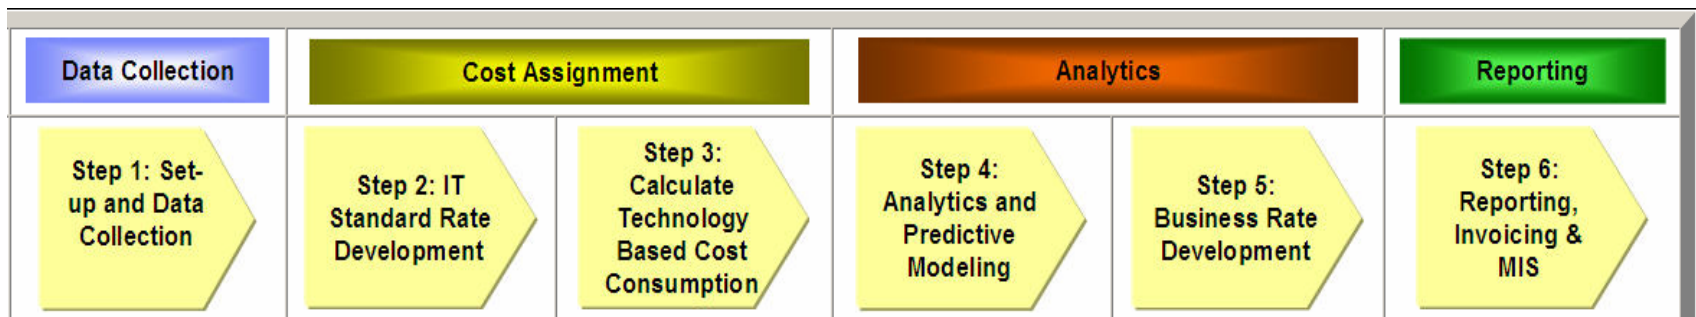 Data Collection
Cost Assignment
Analytics
Reporting
Step 1: Set-
up and Data
Collection
Step 2: IT
Standard Rate
Development
Step 3:
Calculate
Technology
Based Cost
Consumption
Step 4:
Analytics and
Predictive
Modeling
Step 5:
Business Rate
Development
Step 6:
Reporting,
Invoicing &
MIS